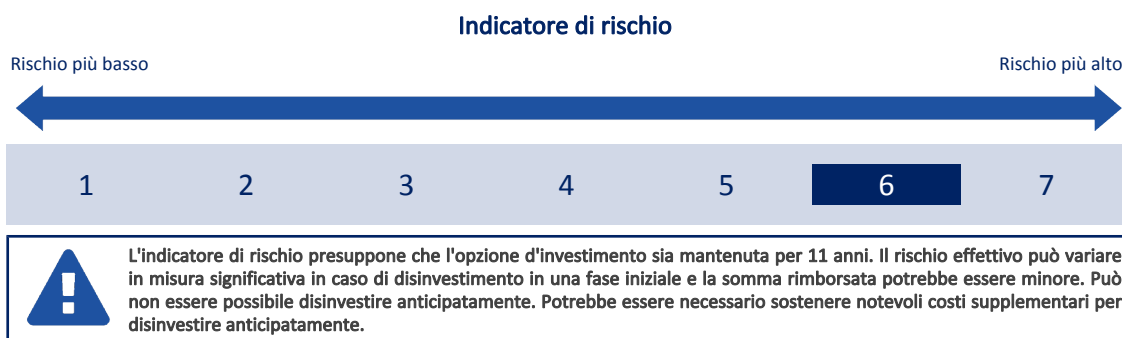 Indicatore di rischio
Rischio più basso
Rischio più alto
1 2 3 4 5 6 7
L'indicatore di rischio presuppone che l'opzione d'investimento sia mantenuta per 11 anni. Il rischio effettivo può variare
in misura significativa in caso di disinvestimento in una fase iniziale e la somma rimborsata potrebbe essere minore. Può
non essere possibile disinvestire anticipatamente. Potrebbe essere necessario sostenere notevoli costi supplementari per
disinvestire anticipatamente.